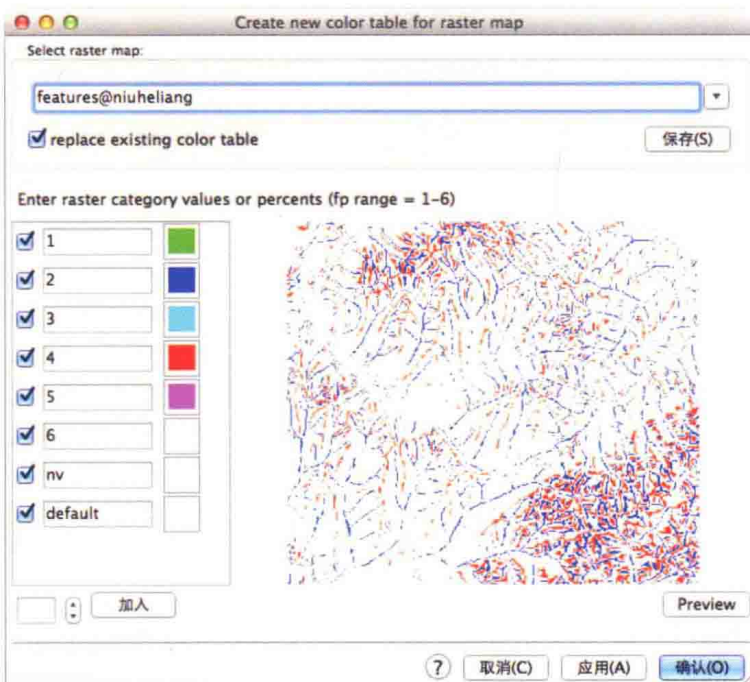 Create new color table for raster map
Select raster map:
features@niuheliang
replace existing color table
保存(S)
Enter raster category values or percents (fp range = 1-6)
1
2
3
4
5
6
nv
default
加入
Preview
?
取消(C)
应用(A)
确认(O)